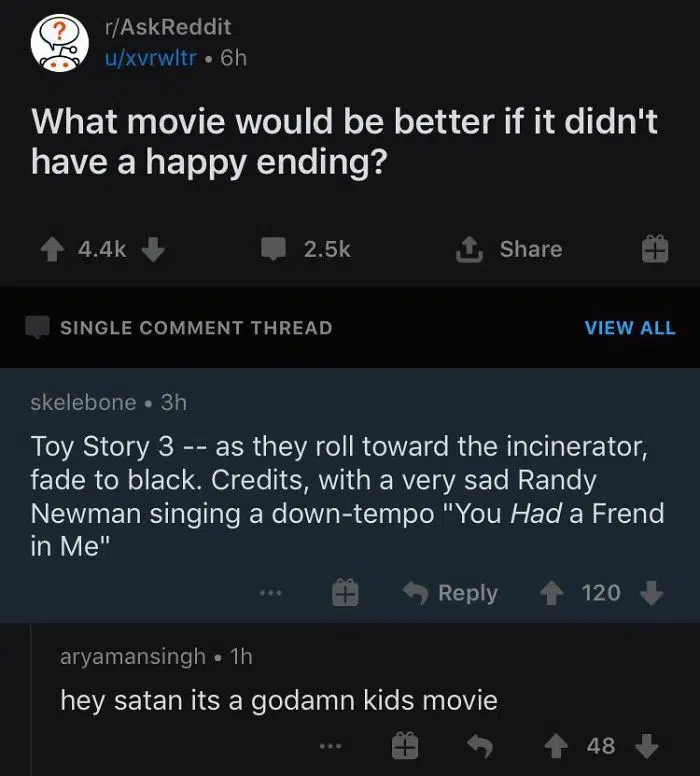 r/AskReddit
u/xvrwltr • 6h
What movie would be better if it didn't
have a happy ending?
4.4k 2.5k Share
SINGLE COMMENT THREAD VIEW ALL
skelebone • 3h
Toy Story 3 -- as they roll toward the incinerator,
fade to black. Credits, with a very sad Randy
Newman singing a down-tempo "You Had a Frend
in Me"
... Reply 120
aryamansingh • 1h
hey satan its a godamn kids movie
... 48